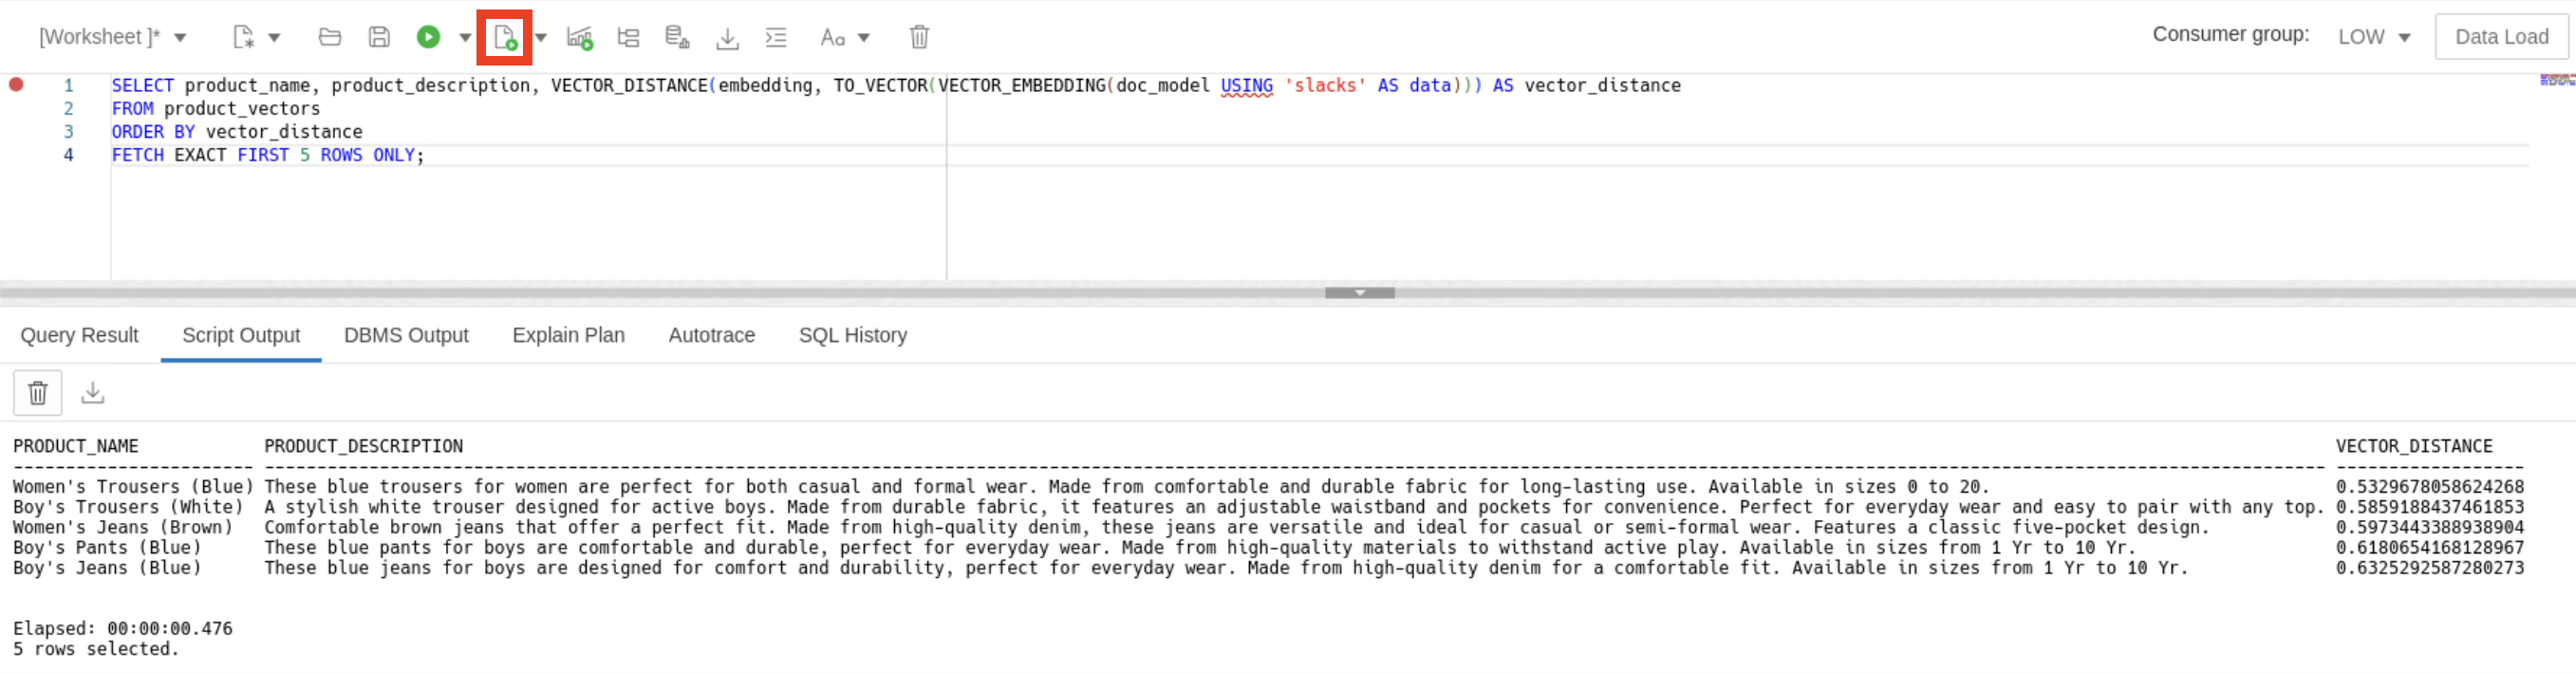 [Worksheet ]* Aa Consumer group: LOW Data Load
1 SELECT product_name, product_description, VECTOR_DISTANCE(embedding, TO_VECTOR(VECTOR_EMBEDDING(doc_model USING 'slacks' AS data))) AS vector_distance
2 FROM product_vectors
3 ORDER BY vector_distance
4 FETCH EXACT FIRST 5 ROWS ONLY;
Query Result Script Output DBMS Output Explain Plan Autotrace SQL History
PRODUCT_NAME PRODUCT_DESCRIPTION VECTOR_DISTANCE
Women's Trousers (Blue) These blue trousers for women are perfect for both casual and formal wear. Made from comfortable and durable fabric for long-lasting use. Available in sizes 0 to 20. 0.5329678058624268
Boy's Trousers (White) A stylish white trouser designed for active boys. Made from durable fabric, it features an adjustable waistband and pockets for convenience. Perfect for everyday wear and easy to pair with any top. 0.5859188437461853
Women's Jeans (Brown) Comfortable brown jeans that offer a perfect fit. Made from high-quality denim, these jeans are versatile and ideal for casual or semi-formal wear. Features a classic five-pocket design. 0.5973443388938904
Boy's Pants (Blue) These blue pants for boys are comfortable and durable, perfect for everyday wear. Made from high-quality materials to withstand active play. Available in sizes from 1 Yr to 10 Yr. 0.6180654168128967
Boy's Jeans (Blue) These blue jeans for boys are designed for comfort and durability, perfect for everyday wear. Made from high-quality denim for a comfortable fit. Available in sizes from 1 Yr to 10 Yr. 0.6325292587280273
Elapsed: 00:00:00.476
5 rows selected.